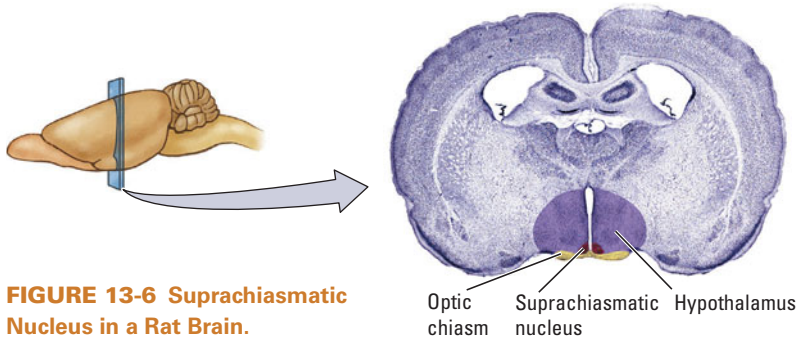 FIGURE 13-6 Suprachiasmatic
Nucleus in a Rat Brain.
Optic
chiasm
Suprachiasmatic
nucleus
Hypothalamus